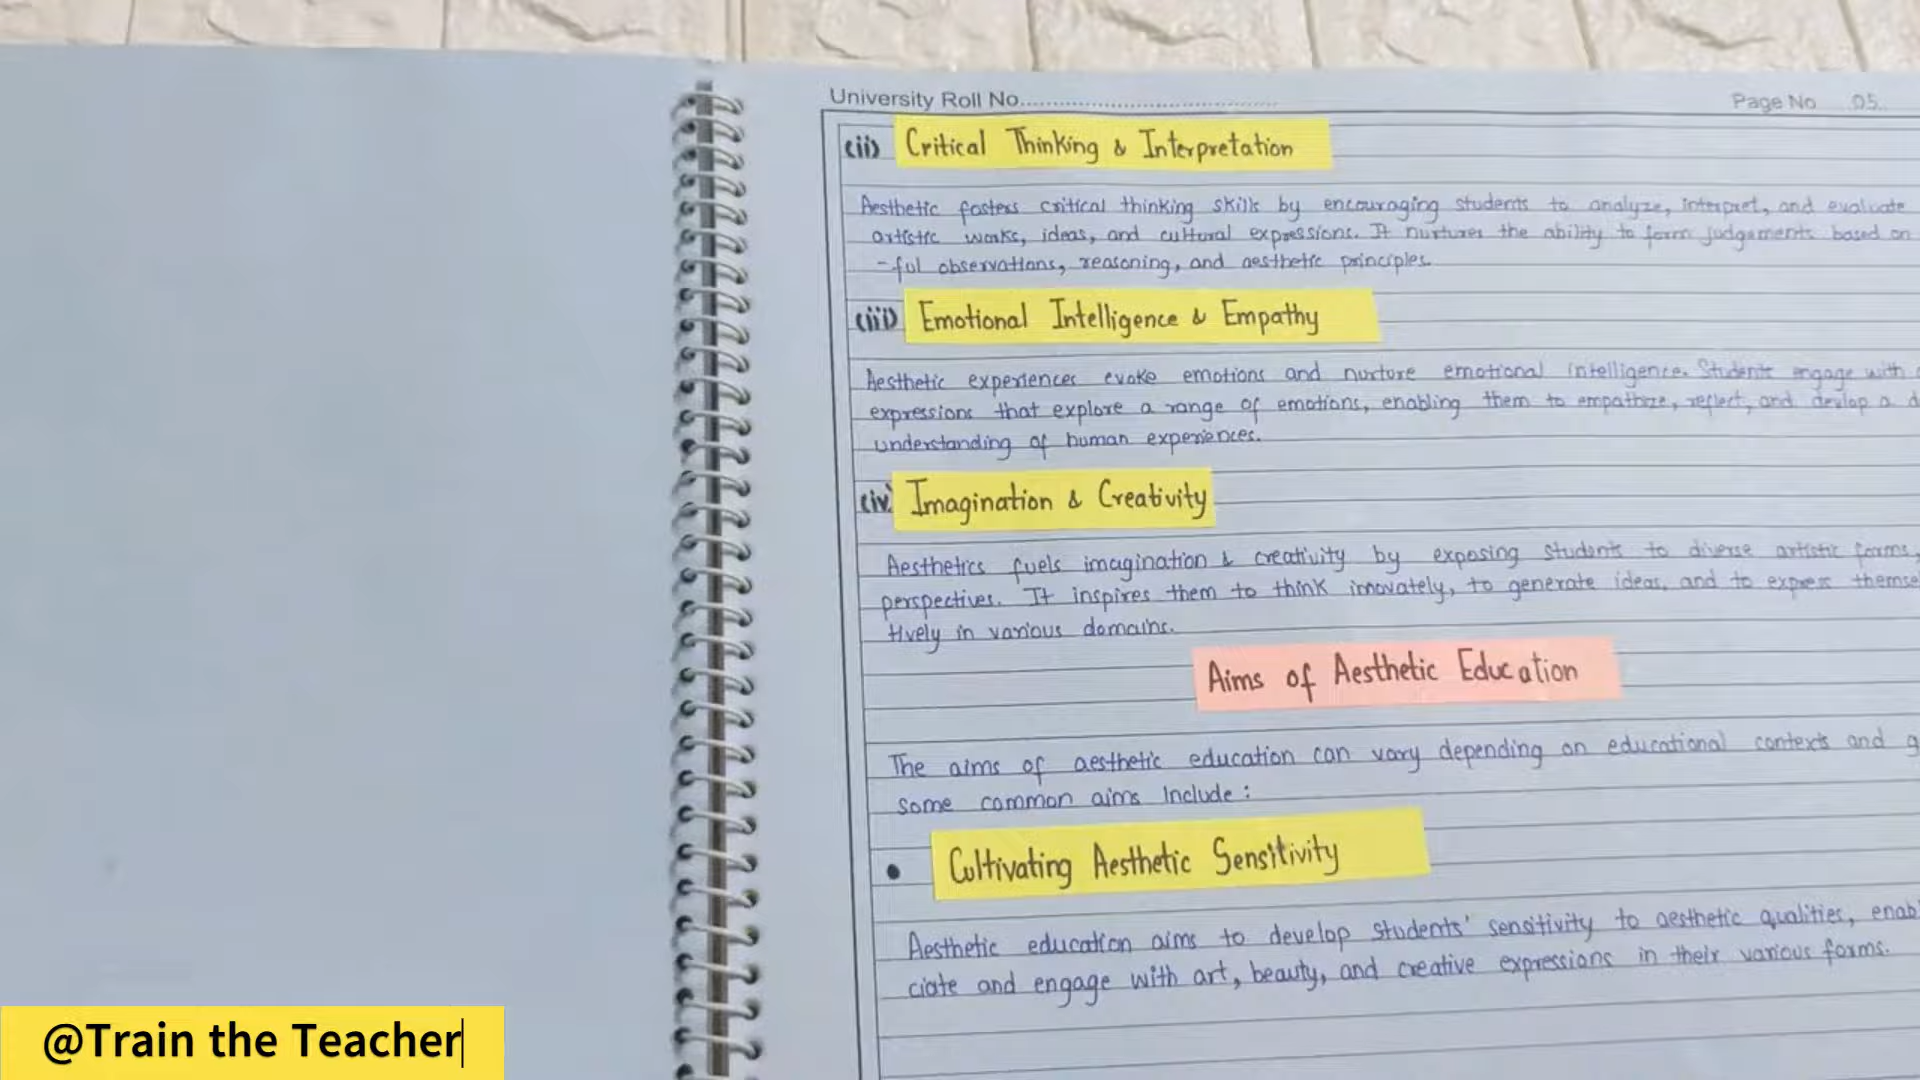 University Roll No.............................................
Page No 05
(ii) Critical Thinking & Interpretation
Aesthetic fosters critical thinking skills by encouraging students to analyze, interpret, and evaluate
artistic works, ideas, and cultural expressions. It nurtures the ability to form judgements based on
-ful observations, reasoning, and aesthetic principles.
(iii) Emotional Intelligence & Empathy
Aesthetic experiences evoke emotions and nurture emotional intelligence. Students engage with
expressions that explore a range of emotions, enabling them to empathize, reflect, and devlop a d
understanding of human experiences.
(iv) Imagination & Creativity
Aesthetics fuels imagination & creativity by exposing students to diverse artistic forms,
perspectives. It inspires them to think innovately, to generate ideas, and to express themse
tively in various domains.
Aims of Aesthetic Education
The aims of aesthetic education can vary depending on educational contexts and g
some common aims include:
• Cultivating Aesthetic Sensitivity
Aesthetic education aims to develop students' sensitivity to aesthetic qualities, enab
ciate and engage with art, beauty, and creative expressions in their various forms.
@Train the Teacher